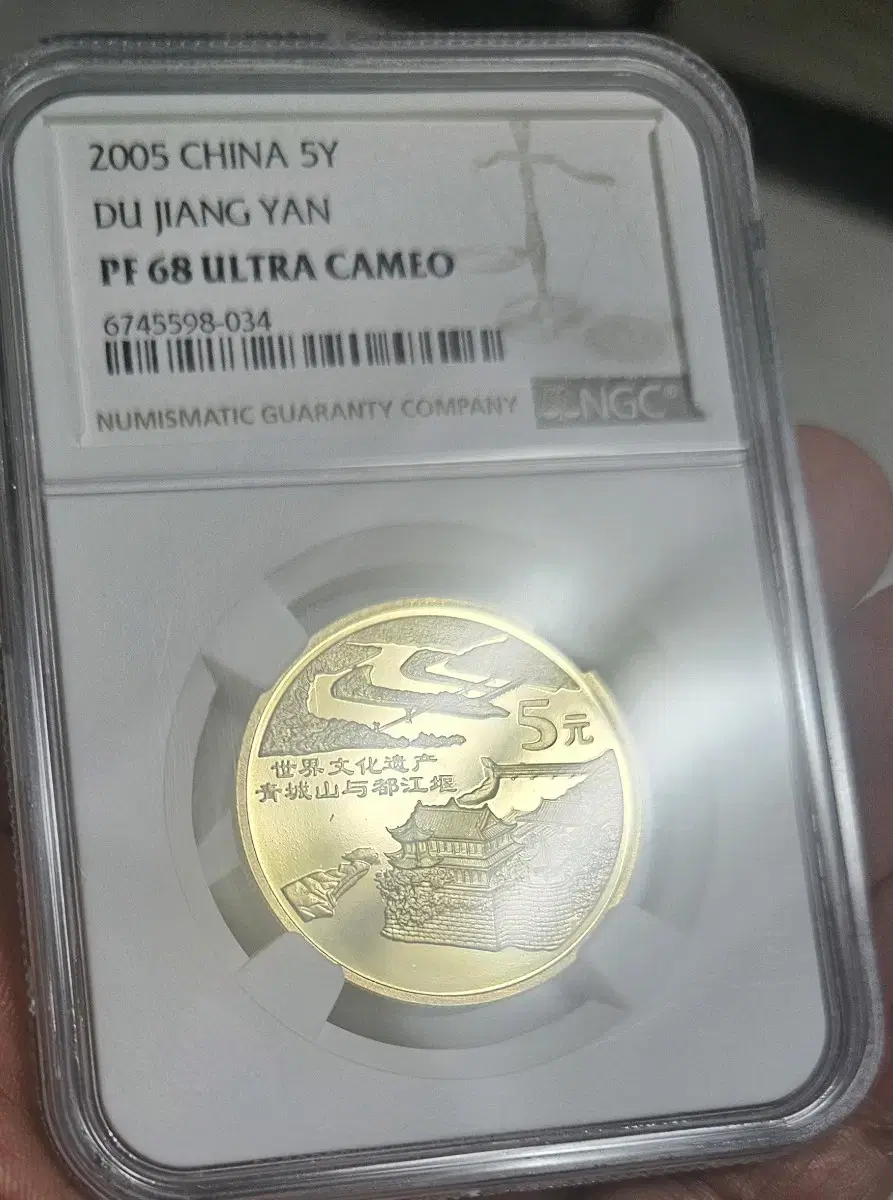 2005 CHINA 5Y
DU JIANG YAN
PF 68 ULTRA CAMEO
6745598-034
NUMISMATIC GUARANTY COMPANY NGC®
5元
世界文化遗产
青城山与都江堰